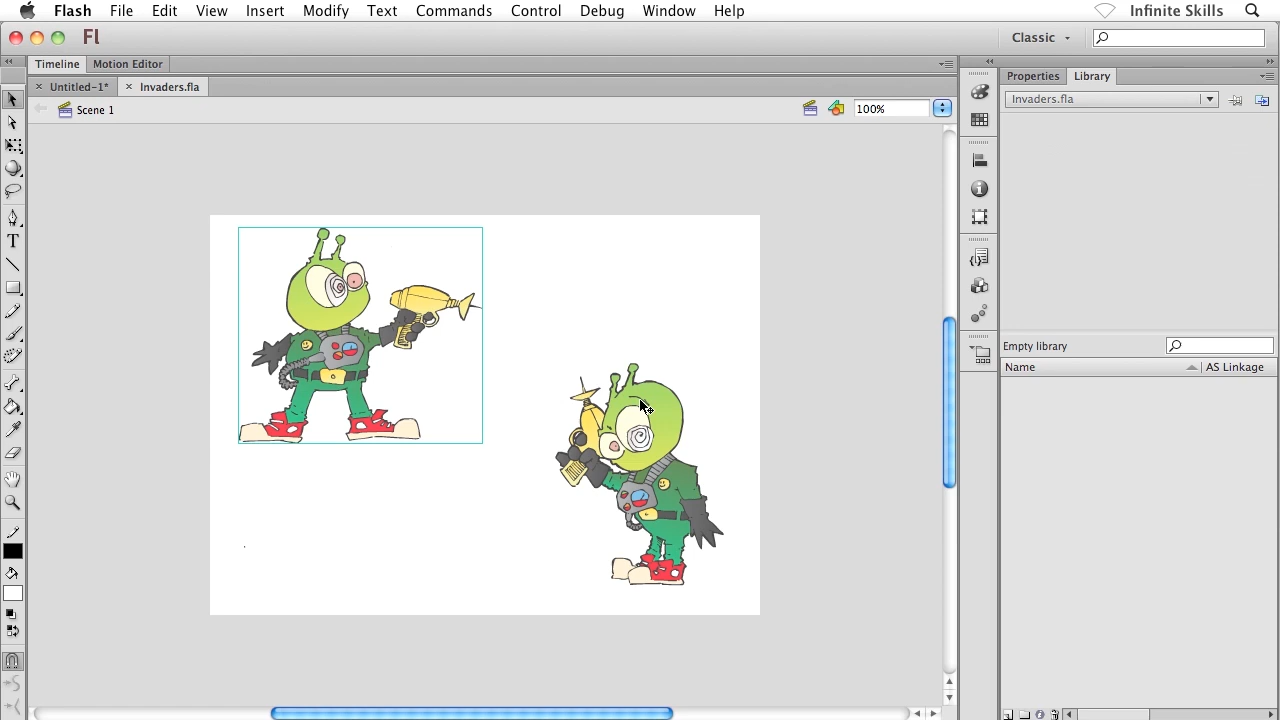 Flash File Edit View Insert Modify Text Commands Control Debug Window Help Infinite Skills
Fl Classic
Timeline Motion Editor Properties Library
Untitled-1* Invaders.fla Invaders.fla
Scene 1 100%
Empty library
Name AS Linkage